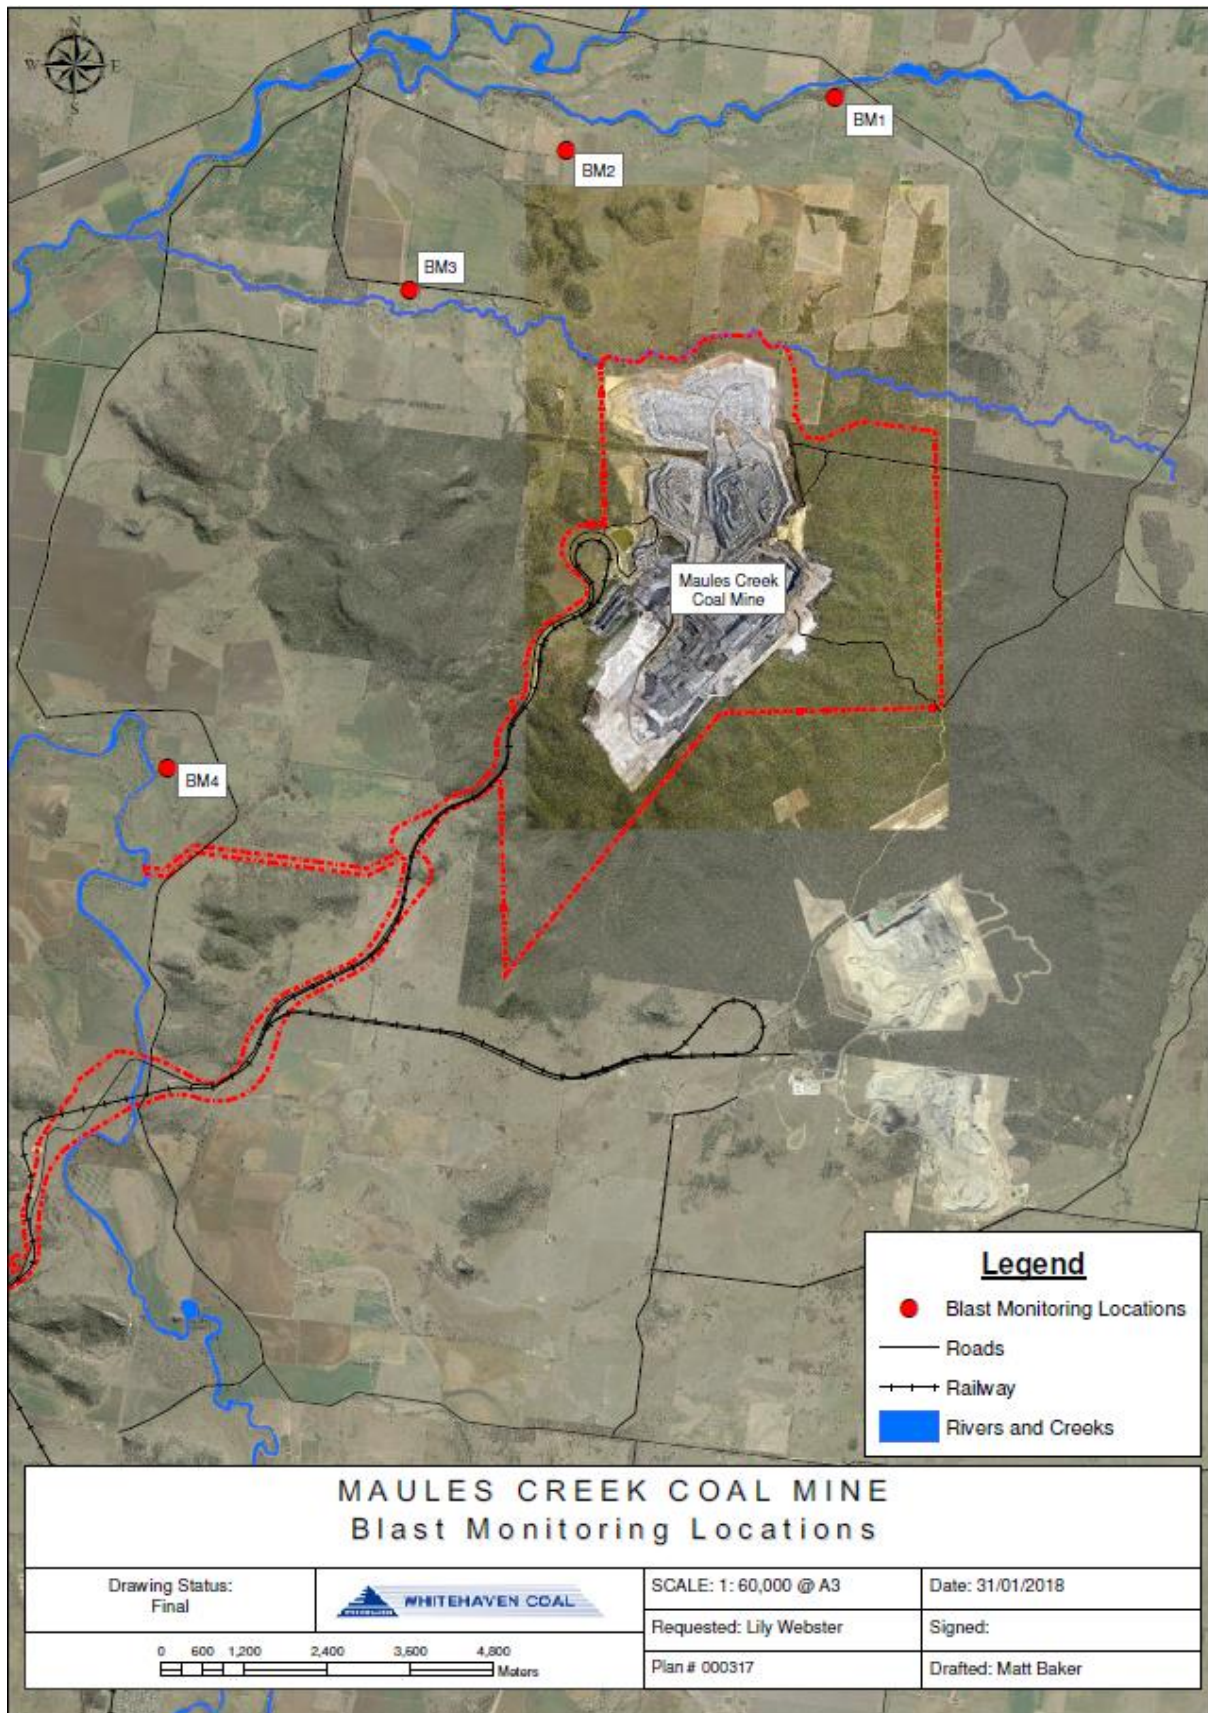 N
W E
S
BM1
BM2
BM3
Maules Creek
Coal Mine
BM4
Legend
Blast Monitoring Locations
Roads
Railway
Rivers and Creeks
MAULES CREEK COAL MINE
Blast Monitoring Locations
Drawing Status:
Final
WHITEHAVEN COAL
SCALE: 1: 60,000 @ A3
Date: 31/01/2018
Requested: Lily Webster
Signed:
0 600 1,200 2,400 3,600 4,800
Meters
Plan # 000317
Drafted: Matt Baker